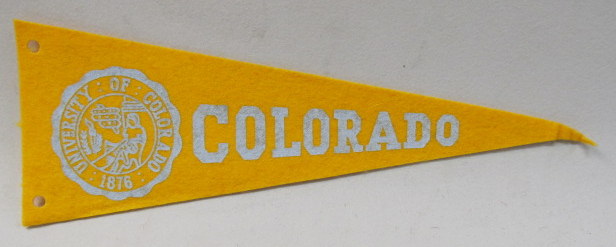 UNIVERSITY · OF · COLORADO
1876
COLORADO